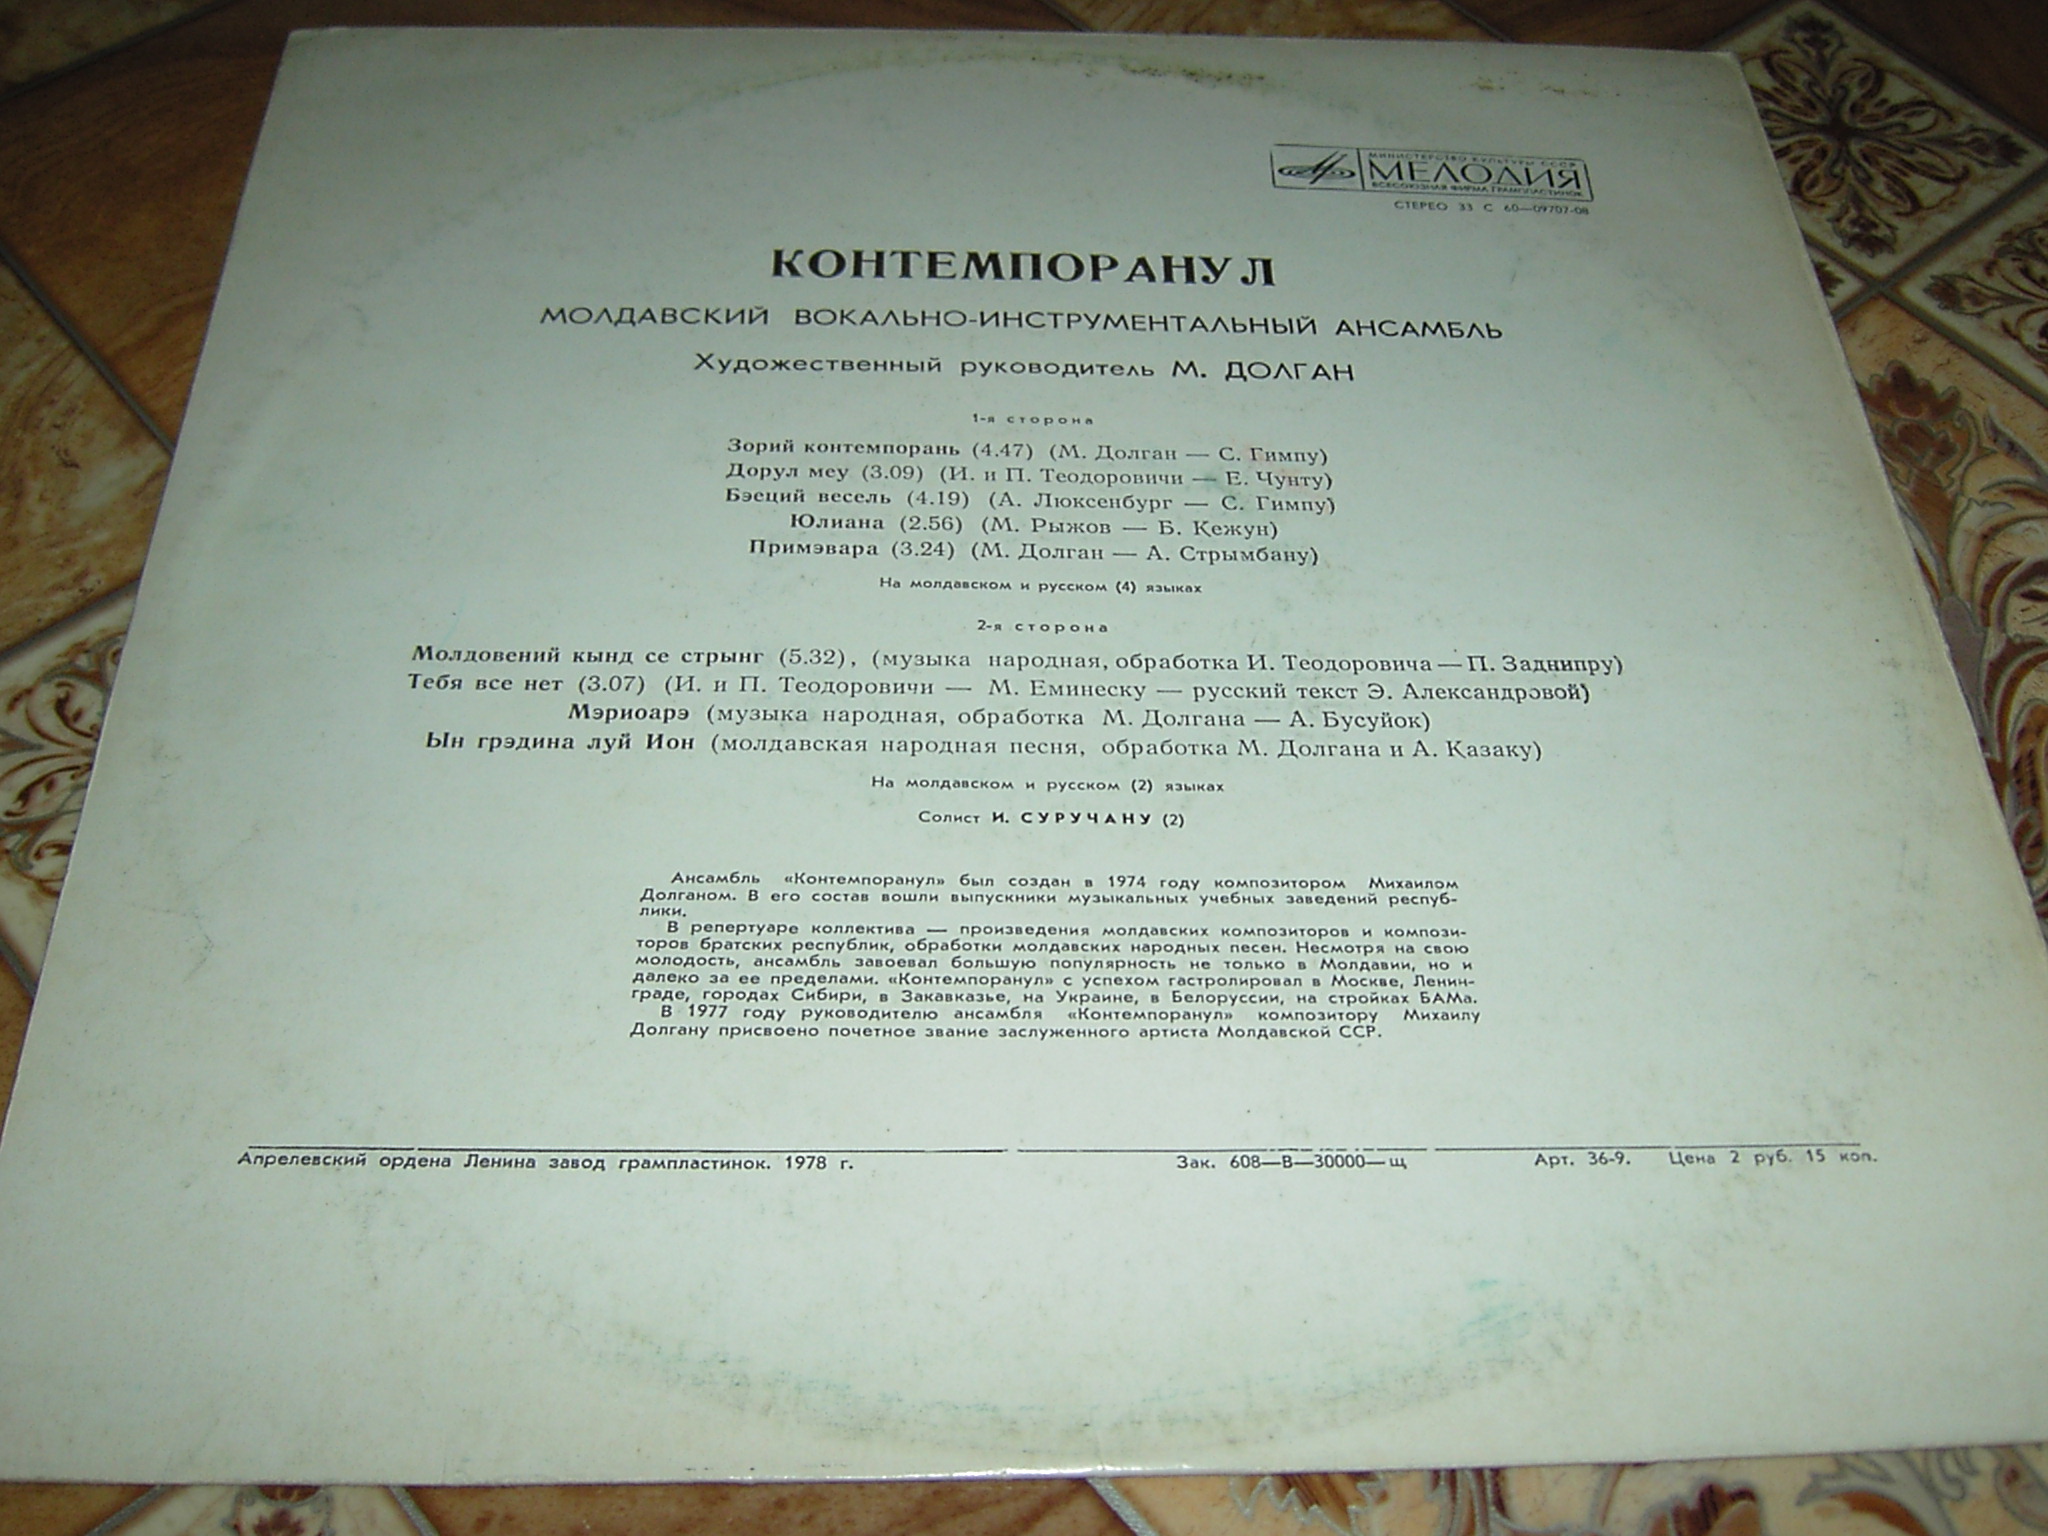 МИНИСТЕРСТВО КУЛЬТУРЫ СССР
МЕЛОДИЯ
ВСЕСОЮЗНАЯ ФИРМА ГРАМПЛАСТИНОК
СТЕРЕО 33 С 60—09707-08
КОНТЕМПОРАНУЛ
МОЛДАВСКИЙ ВОКАЛЬНО-ИНСТРУМЕНТАЛЬНЫЙ АНСАМБЛЬ
Художественный руководитель М. ДОЛГАН
1-я сторона
Зорий контемпорань (4.47) (М. Долган — С. Гимпу)
Дорул меу (3.09) (И. и П. Теодоровичи — Е. Чунту)
Бэеций весель (4.19) (А. Люксенбург — С. Гимпу)
Юлиана (2.56) (М. Рыжов — Б. Кежун)
Примэвара (3.24) (М. Долган — А. Стрымбану)
На молдавском и русском (4) языках
2-я сторона
Молдовений кынд се стрынг (5.32), (музыка народная, обработка И. Теодоровича — П. Заднипру)
Тебя все нет (3.07) (И. и П. Теодоровичи — М. Еминеску — русский текст Э. Александровой)
Мэриоарэ (музыка народная, обработка М. Долгана — А. Бусуйок)
Ын грэдина луй Ион (молдавская народная песня, обработка М. Долгана и А. Казаку)
На молдавском и русском (2) языках
Солист И. СУРУЧАНУ (2)
Ансамбль «Контемпоранул» был создан в 1974 году композитором Михаилом
Долганом. В его состав вошли выпускники музыкальных учебных заведений респуб-
лики.
В репертуаре коллектива — произведения молдавских композиторов и компози-
торов братских республик, обработки молдавских народных песен. Несмотря на свою
молодость, ансамбль завоевал большую популярность не только в Молдавии, но и
далеко за ее пределами. «Контемпоранул» с успехом гастролировал в Москве, Ленин-
граде, городах Сибири, в Закавказье, на Украине, в Белоруссии, на стройках БАМа.
В 1977 году руководителю ансамбля «Контемпоранул» композитору Михаилу
Долгану присвоено почетное звание заслуженного артиста Молдавской ССР.
Апрелевский ордена Ленина завод грампластинок. 1978 г. Зак. 608—В—30000—щ Арт. 36-9. Цена 2 руб. 15 коп.